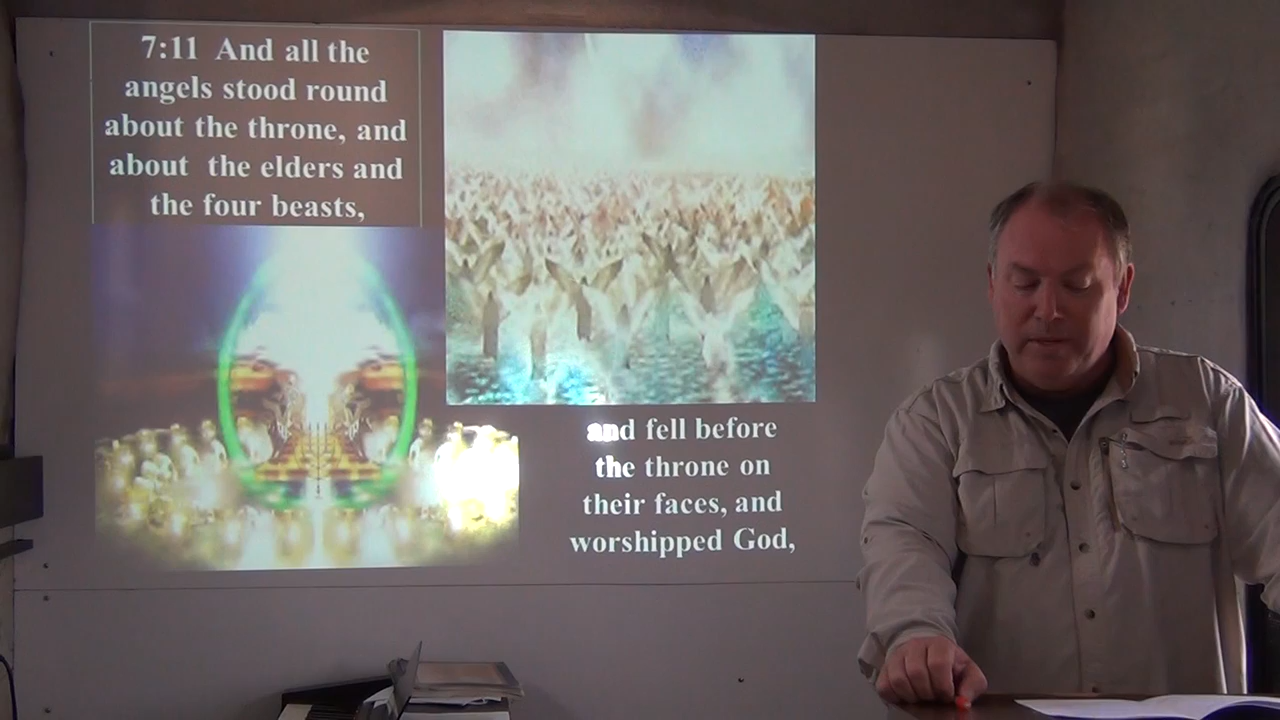 7:11 And all the
angels stood round
about the throne, and
about the elders and
the four beasts,
and fell before
the throne on
their faces, and
worshipped God,